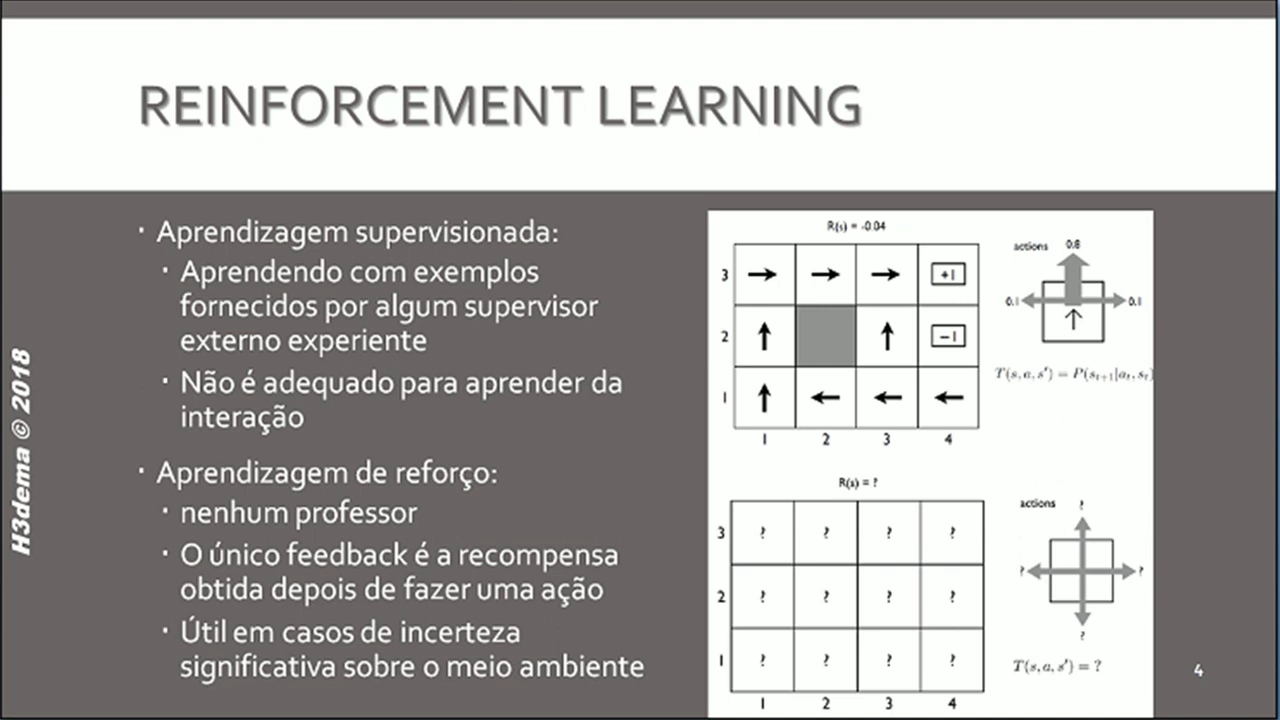 REINFORCEMENT LEARNING
Aprendizagem supervisionada:
Aprendendo com exemplos
fornecidos por algum supervisor
externo experiente
Não é adequado para aprender da
interação
Aprendizagem de reforço:
nenhum professor
O único feedback é a recompensa
obtida depois de fazer uma ação
Útil em casos de incerteza
significativa sobre o meio ambiente
H3dema © 2018
R(s) = -0.04
3 +1
2 −1
1
1 2 3 4
actions 0.8
0.1 0.1
T(s, a, s′) = P(s_{t+1}|a_t, s_t)
R(s) = ?
3 ? ? ? ?
2 ? ? ? ?
1 ? ? ? ?
1 2 3 4
actions ?
? ?
?
T(s, a, s′) = ?
4